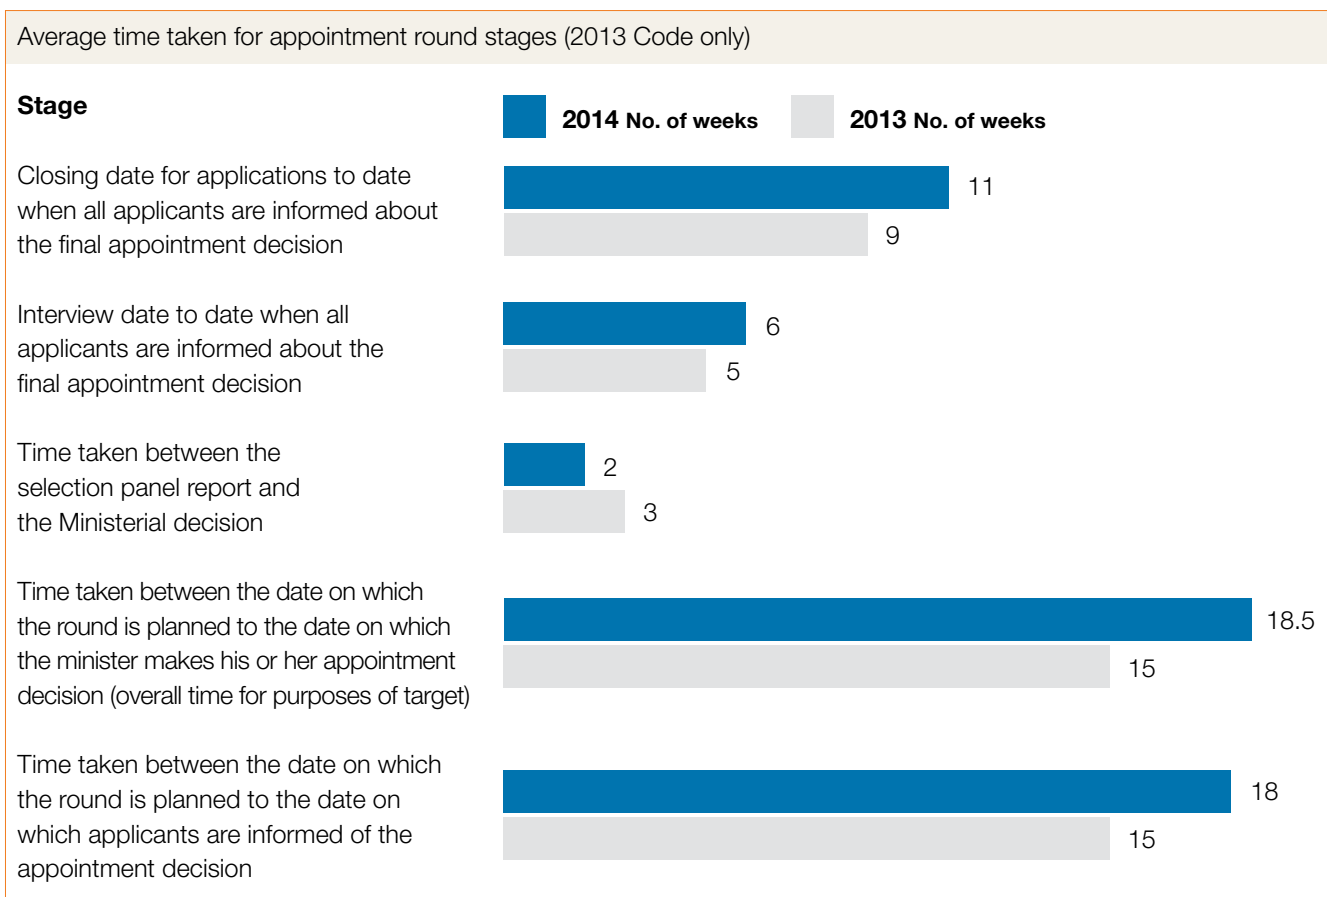 Average time taken for appointment round stages (2013 Code only)
Stage
2014 No. of weeks
2013 No. of weeks
Closing date for applications to date
when all applicants are informed about
the final appointment decision
11
9
Interview date to date when all
applicants are informed about the
final appointment decision
6
5
Time taken between the
selection panel report and
the Ministerial decision
2
3
Time taken between the date on which
the round is planned to the date on which
the minister makes his or her appointment
decision (overall time for purposes of target)
18.5
15
Time taken between the date on which
the round is planned to the date on
which applicants are informed of the
appointment decision
18
15